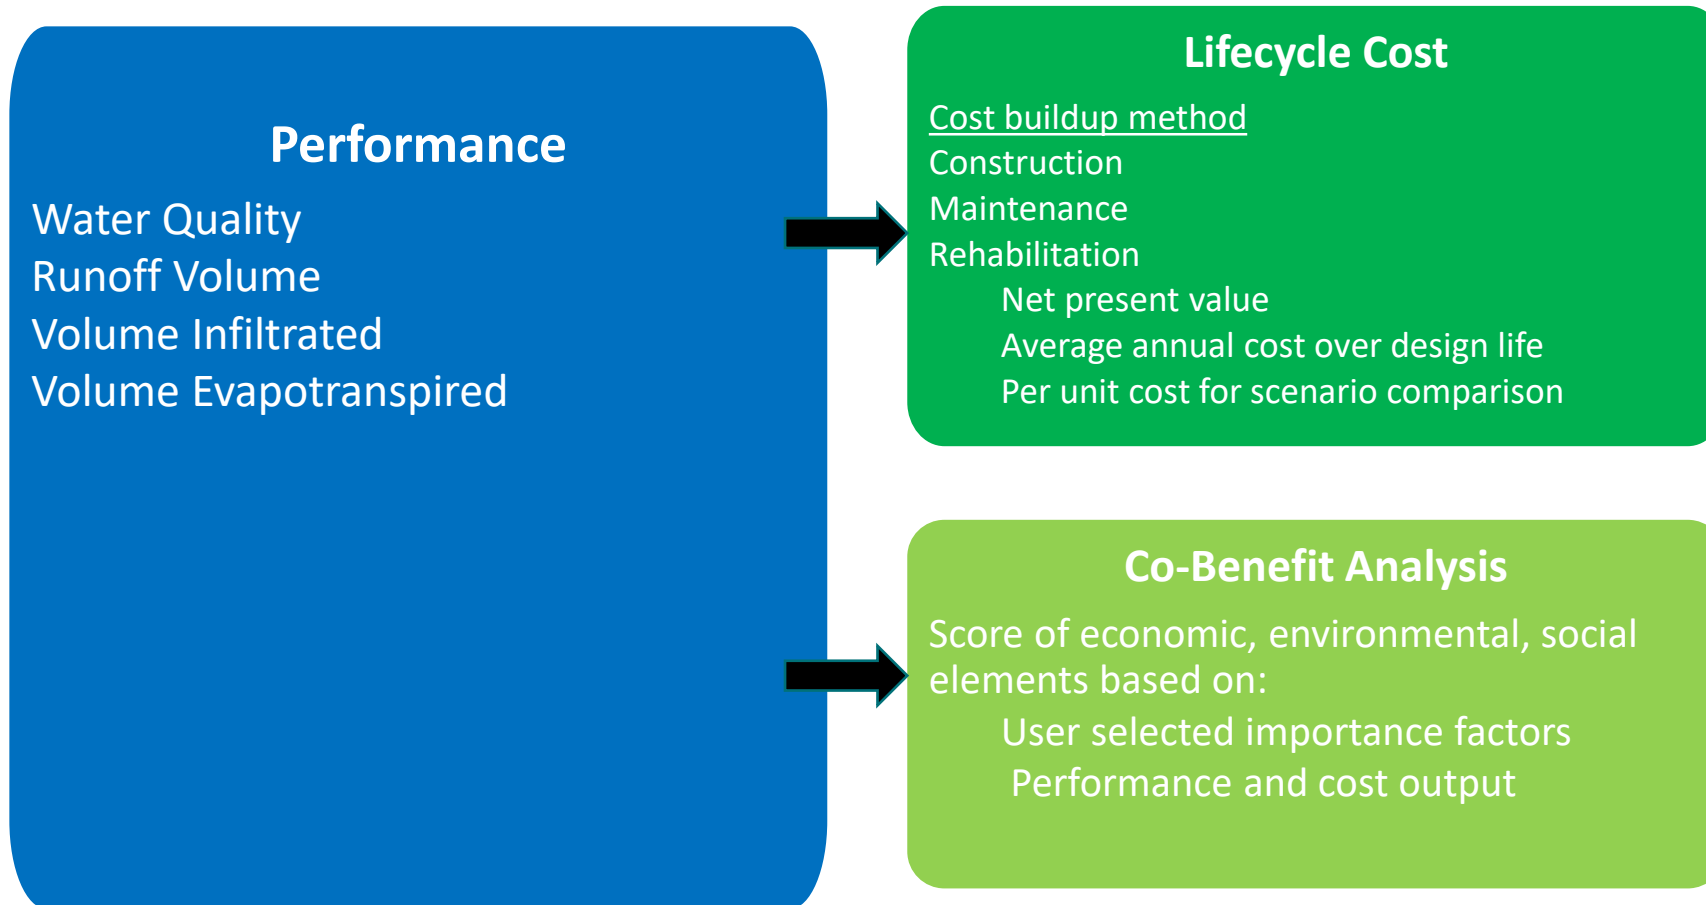 Performance
Water Quality
Runoff Volume
Volume Infiltrated
Volume Evapotranspired
Lifecycle Cost
Cost buildup method
Construction
Maintenance
Rehabilitation
Net present value
Average annual cost over design life
Per unit cost for scenario comparison
Co-Benefit Analysis
Score of economic, environmental, social
elements based on:
User selected importance factors
Performance and cost output